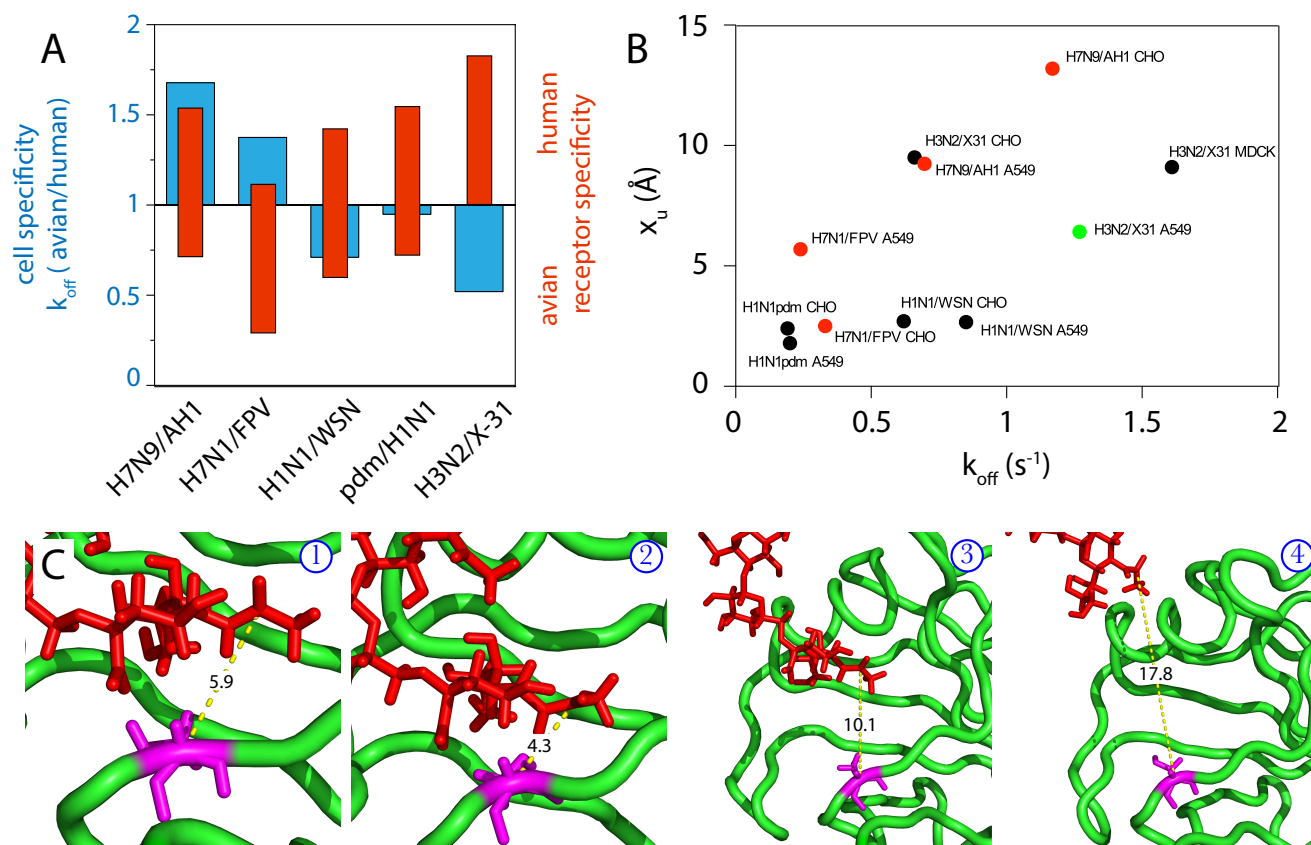 A
cell specificity
k_off ( avian/human)
2
1.5
1
0.5
0
human
avian
receptor specificity
H7N9/AH1
H7N1/FPV
H1N1/WSN
pdm/H1N1
H3N2/X-31
B
x_u (Å)
15
10
5
0
H7N9/AH1 CHO
H3N2/X31 CHO
H3N2/X31 MDCK
H7N9/AH1 A549
H7N1/FPV A549
H3N2/X31 A549
H1N1pdm CHO
H1N1/WSN CHO
H7N1/FPV CHO
H1N1/WSN A549
H1N1pdm A549
0
0.5
1
1.5
2
k_off (s⁻¹)
C
1
5.9
2
4.3
3
10.1
4
17.8